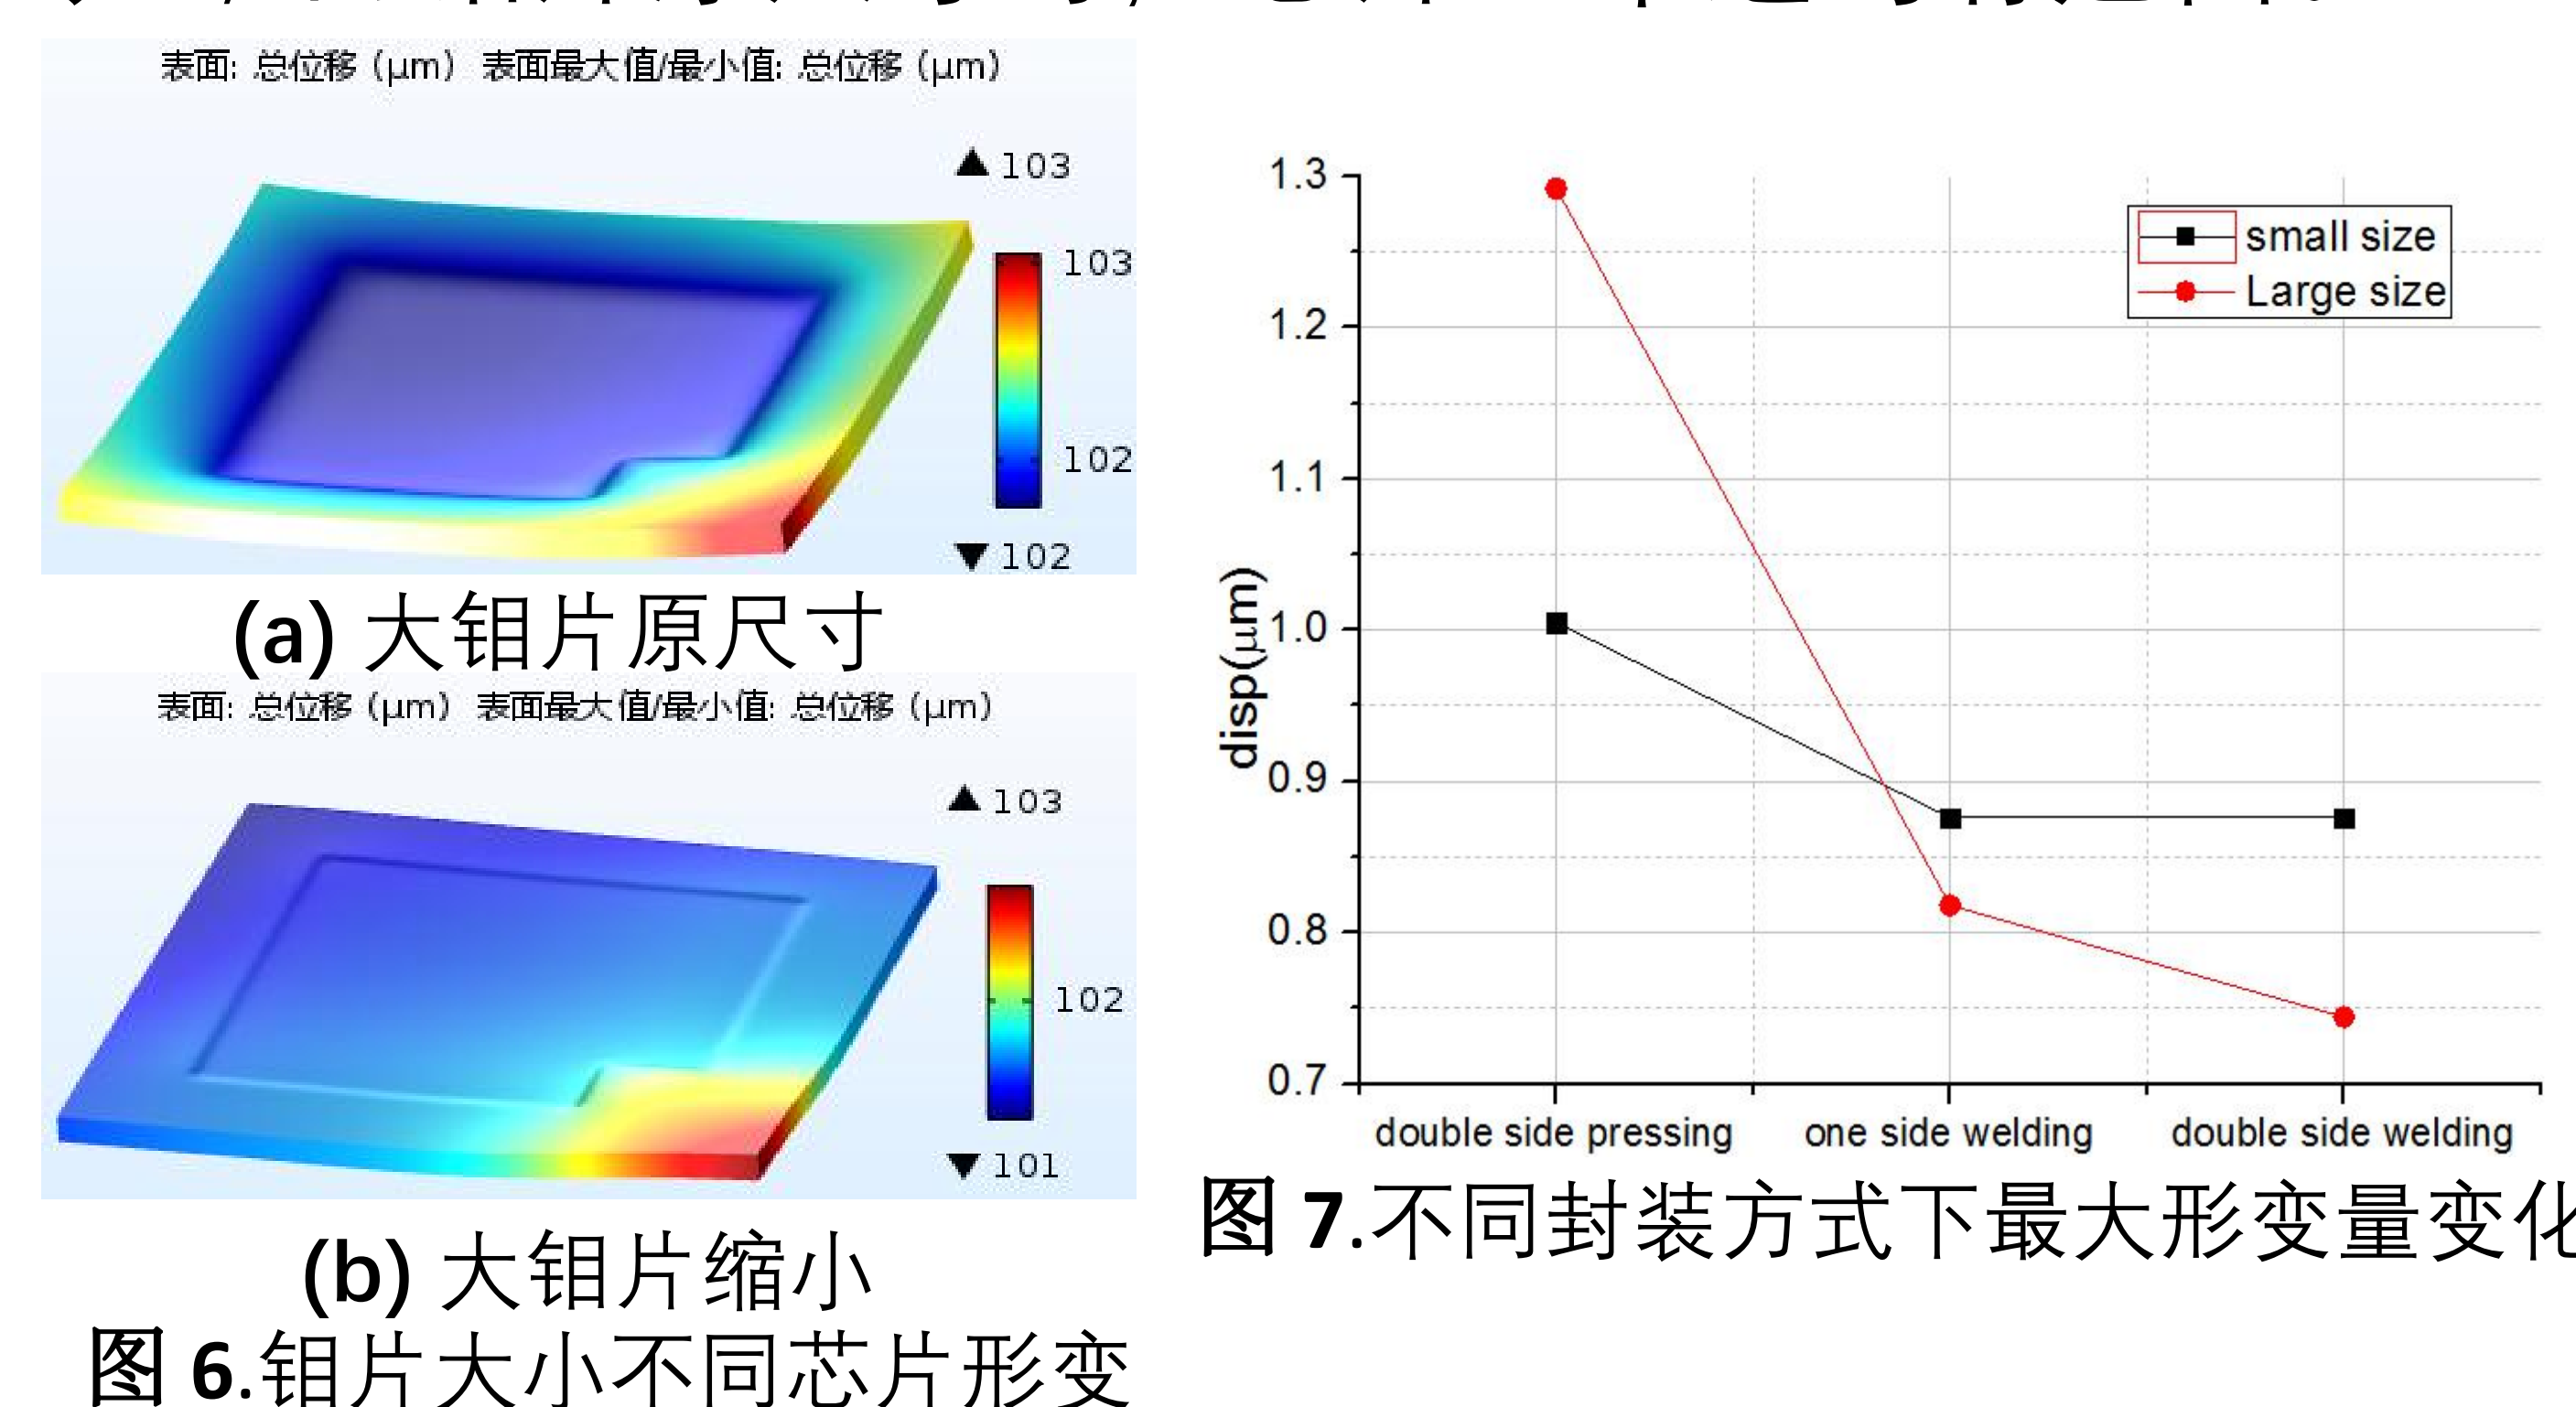 表面: 总位移 (μm) 表面最大值/最小值: 总位移 (μm)
103
103
102
102
(a) 大钼片原尺寸
表面: 总位移 (μm) 表面最大值/最小值: 总位移 (μm)
103
102
101
(b) 大钼片缩小
图 6.钼片大小不同芯片形变
small size
Large size
disp(μm)
1.3
1.2
1.1
1.0
0.9
0.8
0.7
double side pressing one side welding double side welding
图 7.不同封装方式下最大形变量变化